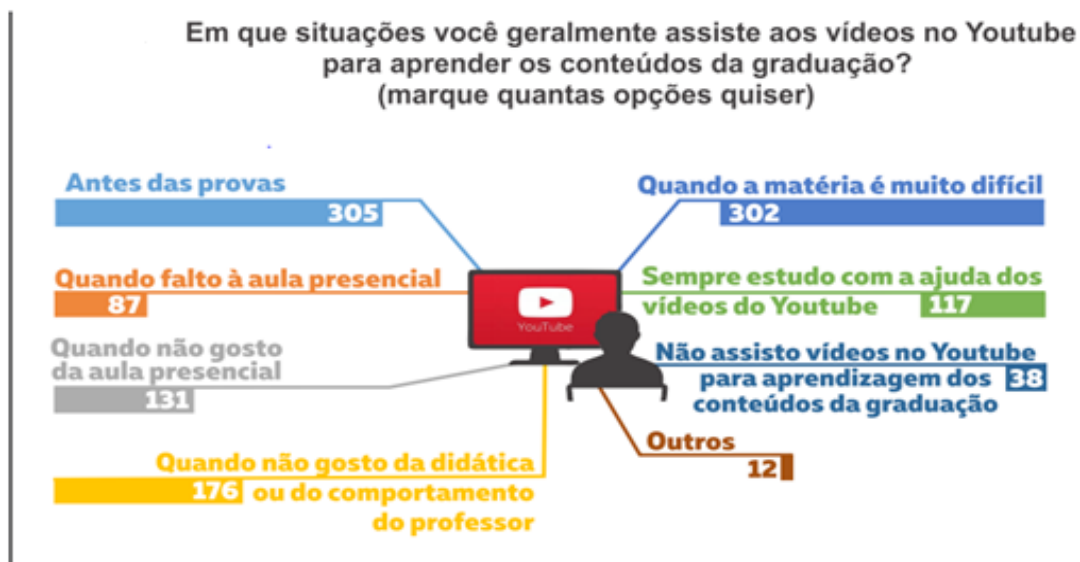 Em que situações você geralmente assiste aos vídeos no Youtube
para aprender os conteúdos da graduação?
(marque quantas opções quiser)
Antes das provas
305
Quando falto à aula presencial
87
Quando não gosto
da aula presencial
131
Quando não gosto da didática
176 ou do comportamento
do professor
Quando a matéria é muito difícil
302
Sempre estudo com a ajuda dos
vídeos do Youtube 117
Não assisto vídeos no Youtube
para aprendizagem dos 38
conteúdos da graduação
Outros
12
YouTube